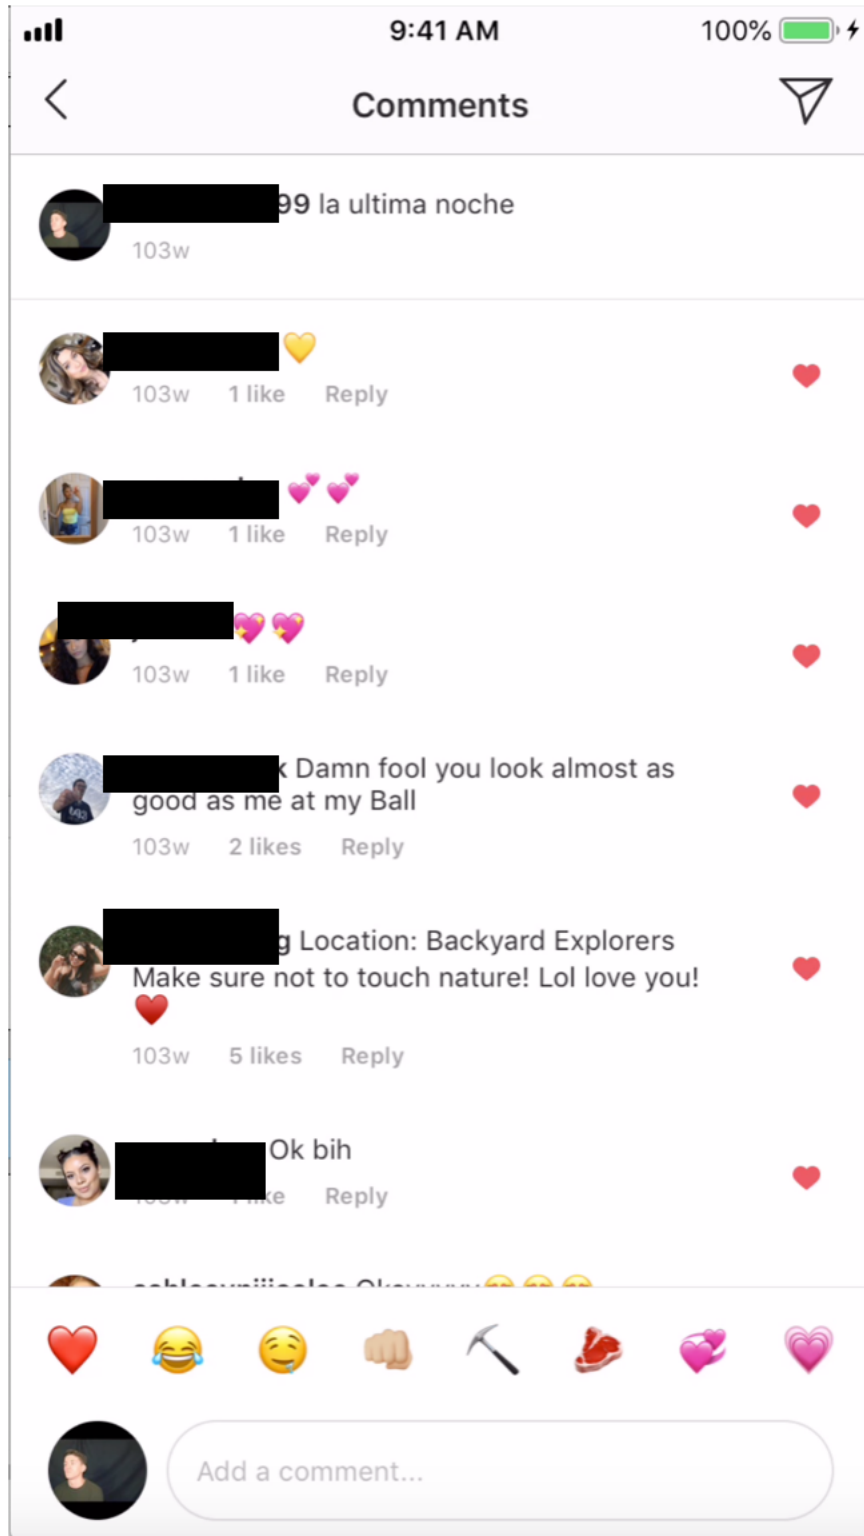 9:41 AM 100%
Comments
99 la ultima noche
103w
103w 1 like Reply
103w 1 like Reply
103w 1 like Reply
k Damn fool you look almost as
good as me at my Ball
103w 2 likes Reply
g Location: Backyard Explorers
Make sure not to touch nature! Lol love you!
103w 5 likes Reply
Ok bih
Reply
Add a comment...